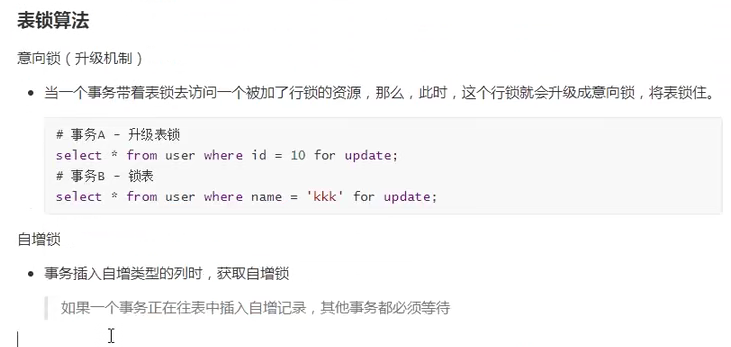 表锁算法
意向锁（升级机制）
当一个事务带着表锁去访问一个被加了行锁的资源，那么，此时，这个行锁就会升级成意向锁，将表锁住。
# 事务A - 升级表锁
select * from user where id = 10 for update;
# 事务B - 锁表
select * from user where name = 'kkk' for update;
自增锁
事务插入自增类型的列时，获取自增锁
如果一个事务正在往表中插入自增记录，其他事务都必须等待